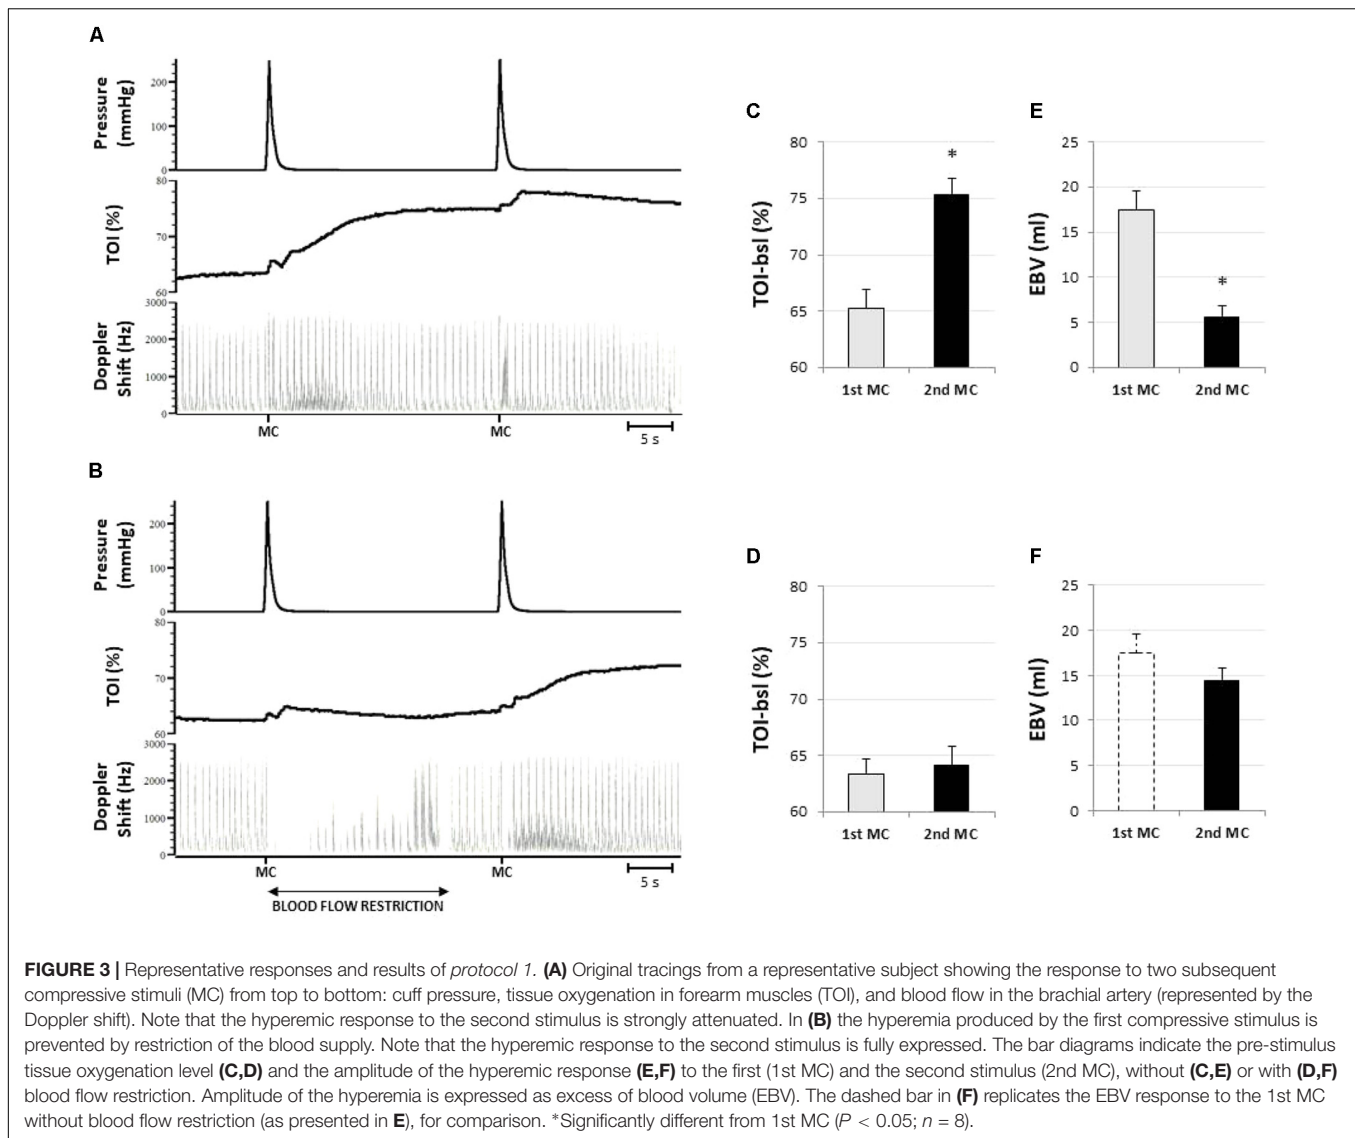 A
Pressure
(mmHg)
200
100
0
TOI (%)
80
70
60
Doppler
Shift (Hz)
3000
2000
1000
0
MC
MC
5 s
B
Pressure
(mmHg)
200
100
0
TOI (%)
80
70
60
Doppler
Shift (Hz)
3000
2000
1000
0
MC
MC
5 s
BLOOD FLOW RESTRICTION
C
TOI-bsl (%)
80
75
70
65
60
*
1st MC
2nd MC
E
EBV (ml)
25
20
15
10
5
0
*
1st MC
2nd MC
D
TOI-bsl (%)
80
75
70
65
60
1st MC
2nd MC
F
EBV (ml)
25
20
15
10
5
0
1st MC
2nd MC
FIGURE 3 | Representative responses and results of protocol 1. (A) Original tracings from a representative subject showing the response to two subsequent
compressive stimuli (MC) from top to bottom: cuff pressure, tissue oxygenation in forearm muscles (TOI), and blood flow in the brachial artery (represented by the
Doppler shift). Note that the hyperemic response to the second stimulus is strongly attenuated. In (B) the hyperemia produced by the first compressive stimulus is
prevented by restriction of the blood supply. Note that the hyperemic response to the second stimulus is fully expressed. The bar diagrams indicate the pre-stimulus
tissue oxygenation level (C,D) and the amplitude of the hyperemic response (E,F) to the first (1st MC) and the second stimulus (2nd MC), without (C,E) or with (D,F)
blood flow restriction. Amplitude of the hyperemia is expressed as excess of blood volume (EBV). The dashed bar in (F) replicates the EBV response to the 1st MC
without blood flow restriction (as presented in E), for comparison. *Significantly different from 1st MC (P < 0.05; n = 8).